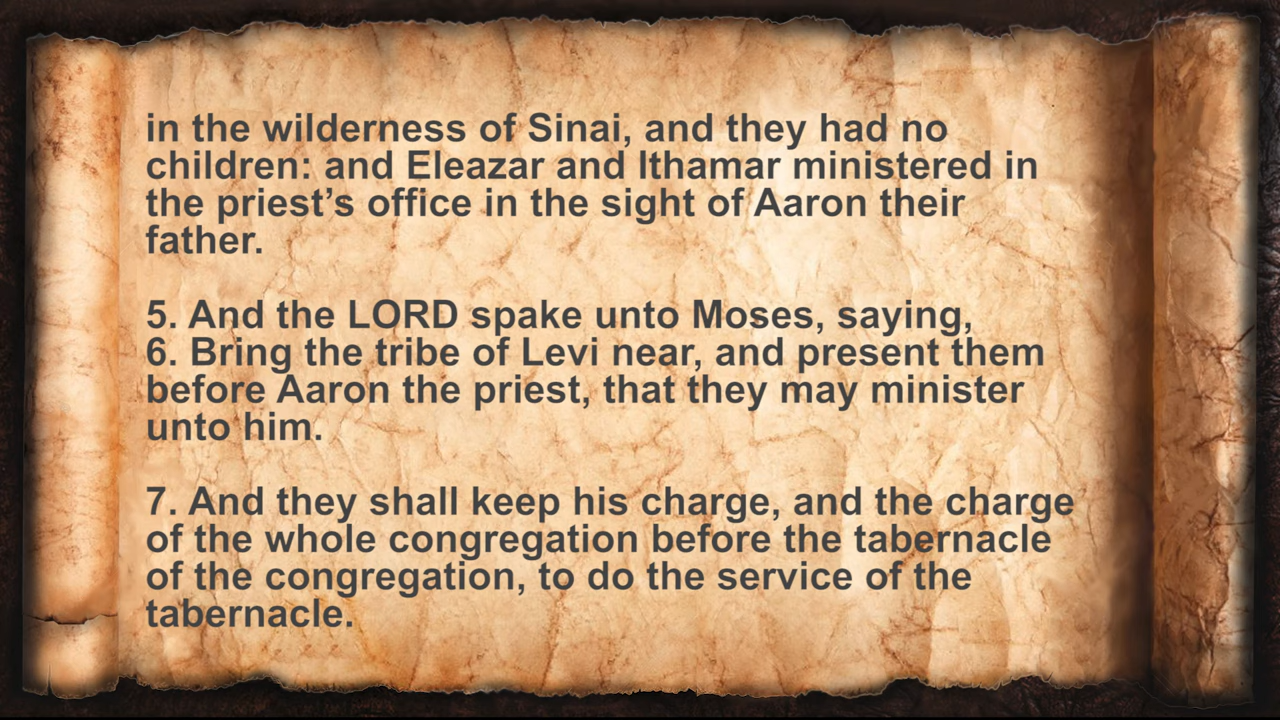 in the wilderness of Sinai, and they had no
children: and Eleazar and Ithamar ministered in
the priest’s office in the sight of Aaron their
father.
5. And the LORD spake unto Moses, saying,
6. Bring the tribe of Levi near, and present them
before Aaron the priest, that they may minister
unto him.
7. And they shall keep his charge, and the charge
of the whole congregation before the tabernacle
of the congregation, to do the service of the
tabernacle.